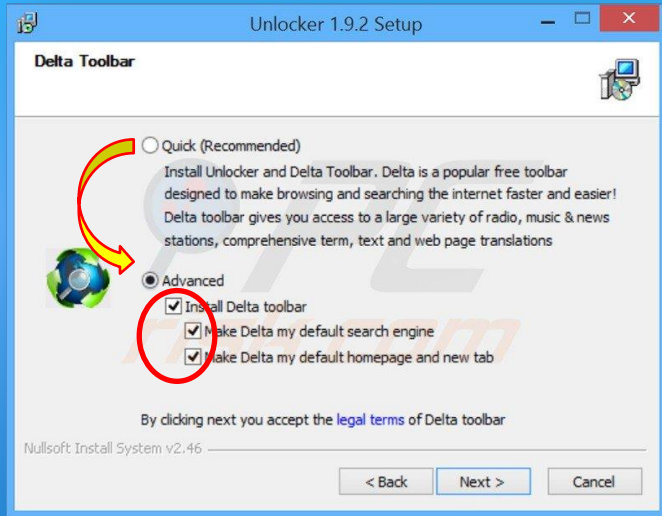 Unlocker 1.9.2 Setup
Delta Toolbar
Quick (Recommended)
Install Unlocker and Delta Toolbar. Delta is a popular free toolbar
designed to make browsing and searching the internet faster and easier!
Delta toolbar gives you access to a large variety of radio, music & news
stations, comprehensive term, text and web page translations
Advanced
Install Delta toolbar
Make Delta my default search engine
Make Delta my default homepage and new tab
PC
risk.com
By clicking next you accept the legal terms of Delta toolbar
Nullsoft Install System v2.46
< Back
Next >
Cancel